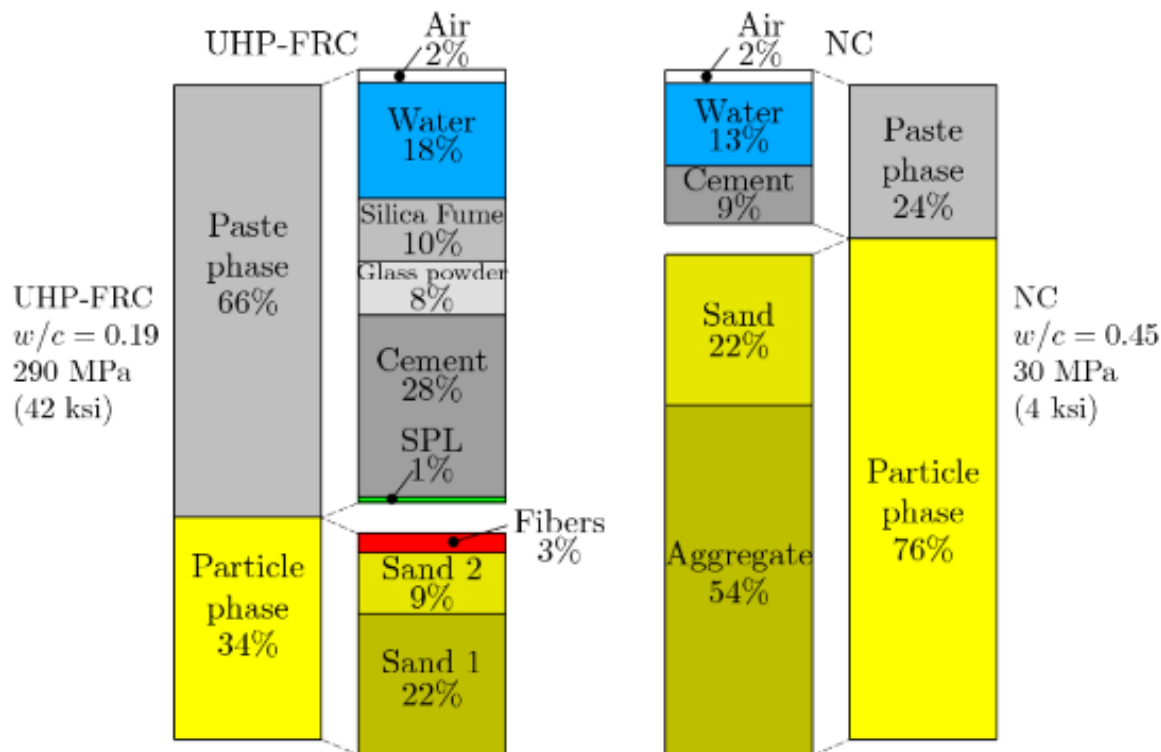 UHP-FRC
Air
2%
Water
18%
Silica Fume
10%
Glass powder
8%
Cement
28%
SPL
1%
Paste
phase
66%
UHP-FRC
w/c = 0.19
290 MPa
(42 ksi)
Particle
phase
34%
Fibers
3%
Sand 2
9%
Sand 1
22%
Air
2%
NC
Water
13%
Cement
9%
Paste
phase
24%
Sand
22%
Aggregate
54%
Particle
phase
76%
NC
w/c = 0.45
30 MPa
(4 ksi)